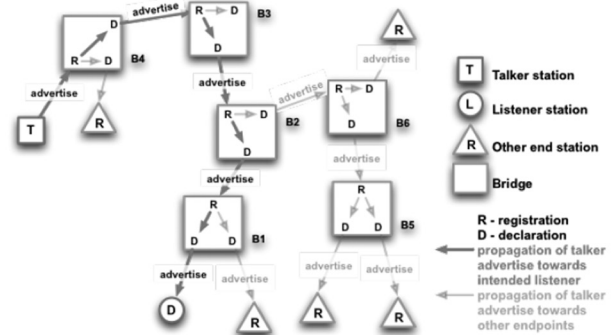 advertise
D
R
D
B3
D
R
D
B4
advertise
advertise
T
R
R
advertise
R
D
B2
D
advertise
R
D
B6
D
advertise
advertise
R
D
D
B1
R
D
D
B5
advertise
advertise
advertise
advertise
D
R
R
R
T
Talker station
L
Listener station
R
Other end station
Bridge
R - registration
D - declaration
propagation of talker
advertise towards
intended listener
propagation of talker
advertise towards
other endpoints